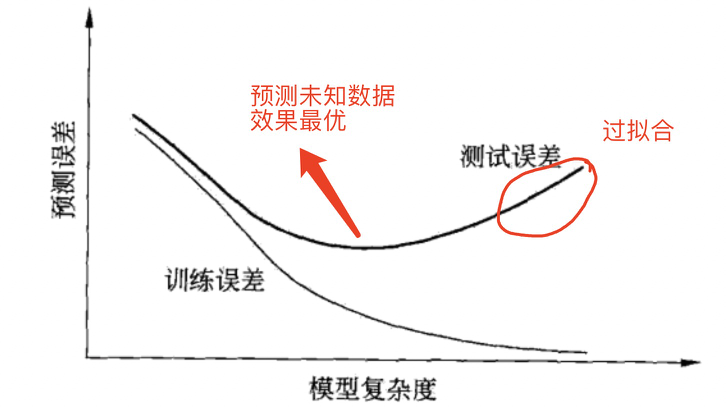 预测未知数据
效果最优
过拟合
测试误差
预测误差
训练误差
模型复杂度